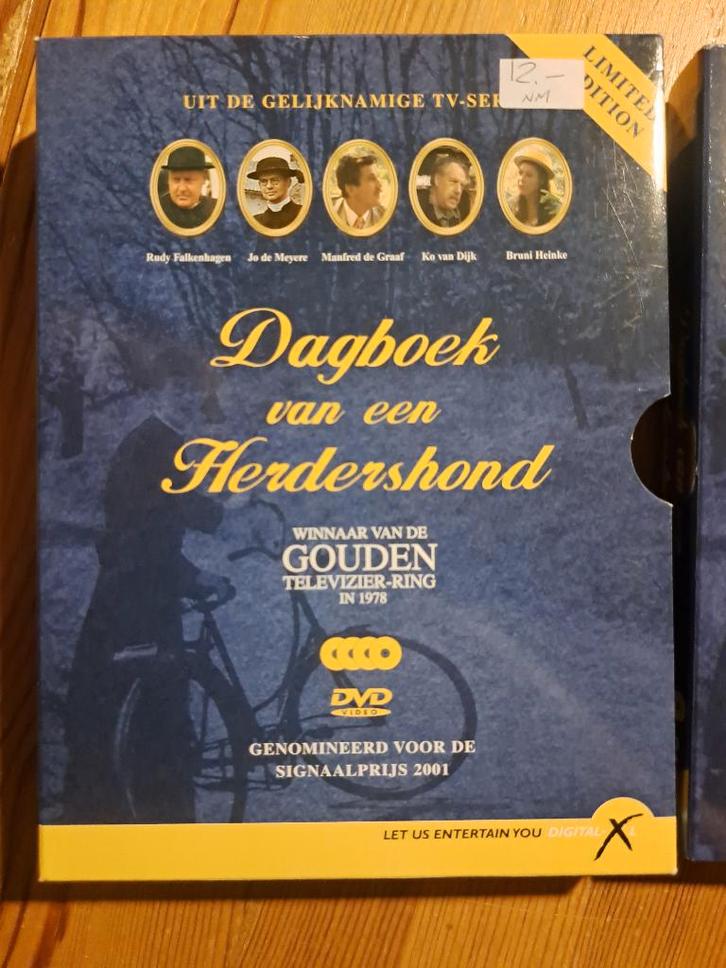 12.-
NM
LIMITED
EDITION
UIT DE GELIJKNAMIGE TV-SER
Rudy Falkenhagen Jo de Meyere Manfred de Graaf Ko van Dijk Bruni Heinke
Dagboek
van een
Herdershond
WINNAAR VAN DE
GOUDEN
TELEVIZIER-RING
IN 1978
DVD
VIDEO
GENOMINEERD VOOR DE
SIGNAALPRIJS 2001
LET US ENTERTAIN YOU DIGITAL XL